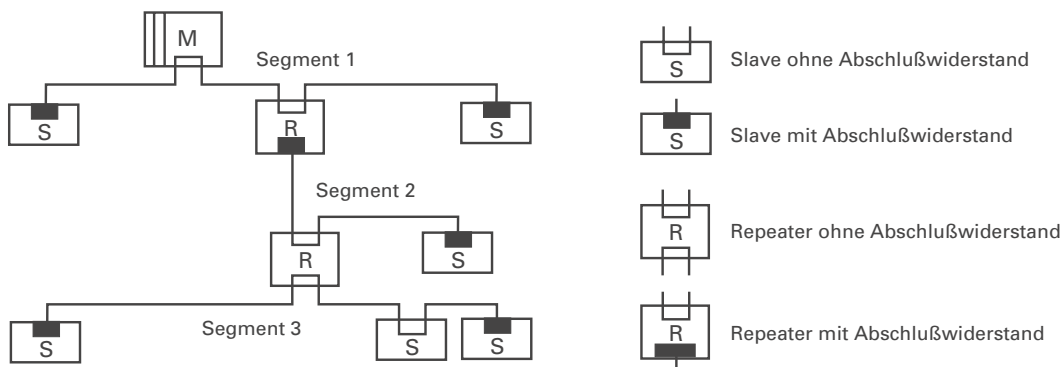 M
Segment 1
S
R
S
Segment 2
R
S
Segment 3
S
S
S
S
Slave ohne Abschlußwiderstand
S
Slave mit Abschlußwiderstand
R
Repeater ohne Abschlußwiderstand
R
Repeater mit Abschlußwiderstand